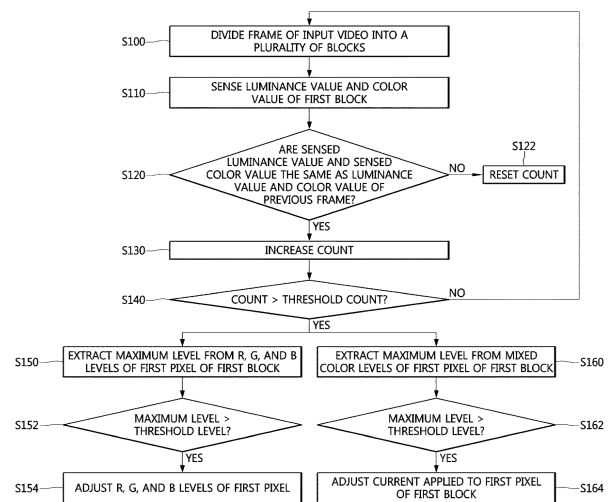 S100
DIVIDE FRAME OF INPUT VIDEO INTO A
PLURALITY OF BLOCKS
S110
SENSE LUMINANCE VALUE AND COLOR
VALUE OF FIRST BLOCK
S120
ARE SENSED
LUMINANCE VALUE AND SENSED
COLOR VALUE THE SAME AS LUMINANCE
VALUE AND COLOR VALUE OF
PREVIOUS FRAME?
NO
S122
RESET COUNT
YES
S130
INCREASE COUNT
S140
COUNT > THRESHOLD COUNT?
NO
YES
S150
EXTRACT MAXIMUM LEVEL FROM R, G, AND B
LEVELS OF FIRST PIXEL OF FIRST BLOCK
EXTRACT MAXIMUM LEVEL FROM MIXED
COLOR LEVELS OF FIRST PIXEL OF FIRST BLOCK
S160
S152
MAXIMUM LEVEL >
THRESHOLD LEVEL?
MAXIMUM LEVEL >
THRESHOLD LEVEL?
S162
YES
YES
S154
ADJUST R, G, AND B LEVELS OF FIRST PIXEL
ADJUST CURRENT APPLIED TO FIRST PIXEL
OF FIRST BLOCK
S164